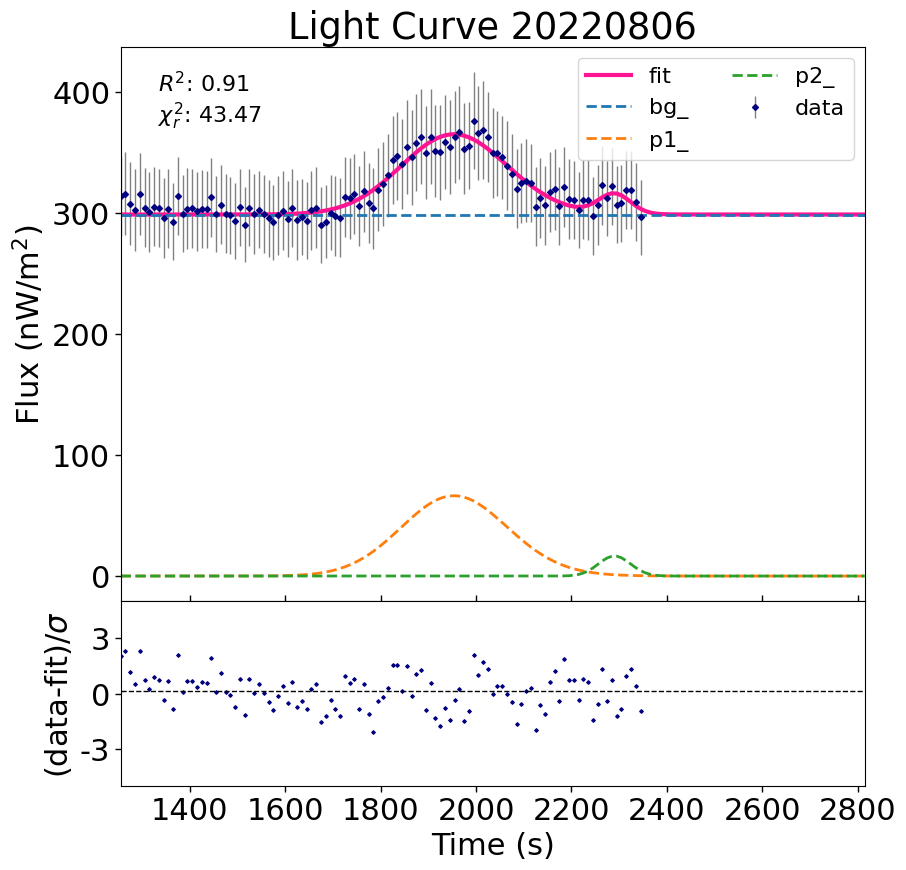 Light Curve 20220806
R²: 0.91
χ²ᵣ: 43.47
fit
bg_
p1_
p2_
data
Flux (nW/m²)
400
300
200
100
0
(data-fit)/σ
3
0
-3
1400 1600 1800 2000 2200 2400 2600 2800
Time (s)